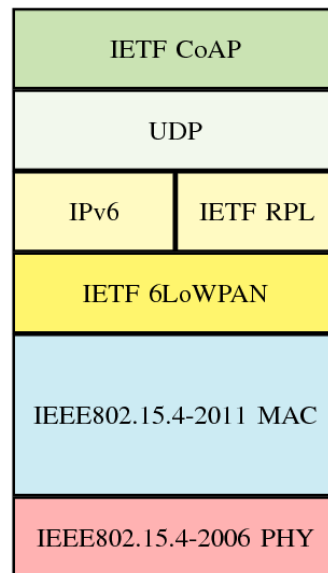 IETF CoAP
UDP
IPv6 IETF RPL
IETF 6LoWPAN
IEEE802.15.4-2011 MAC
IEEE802.15.4-2006 PHY